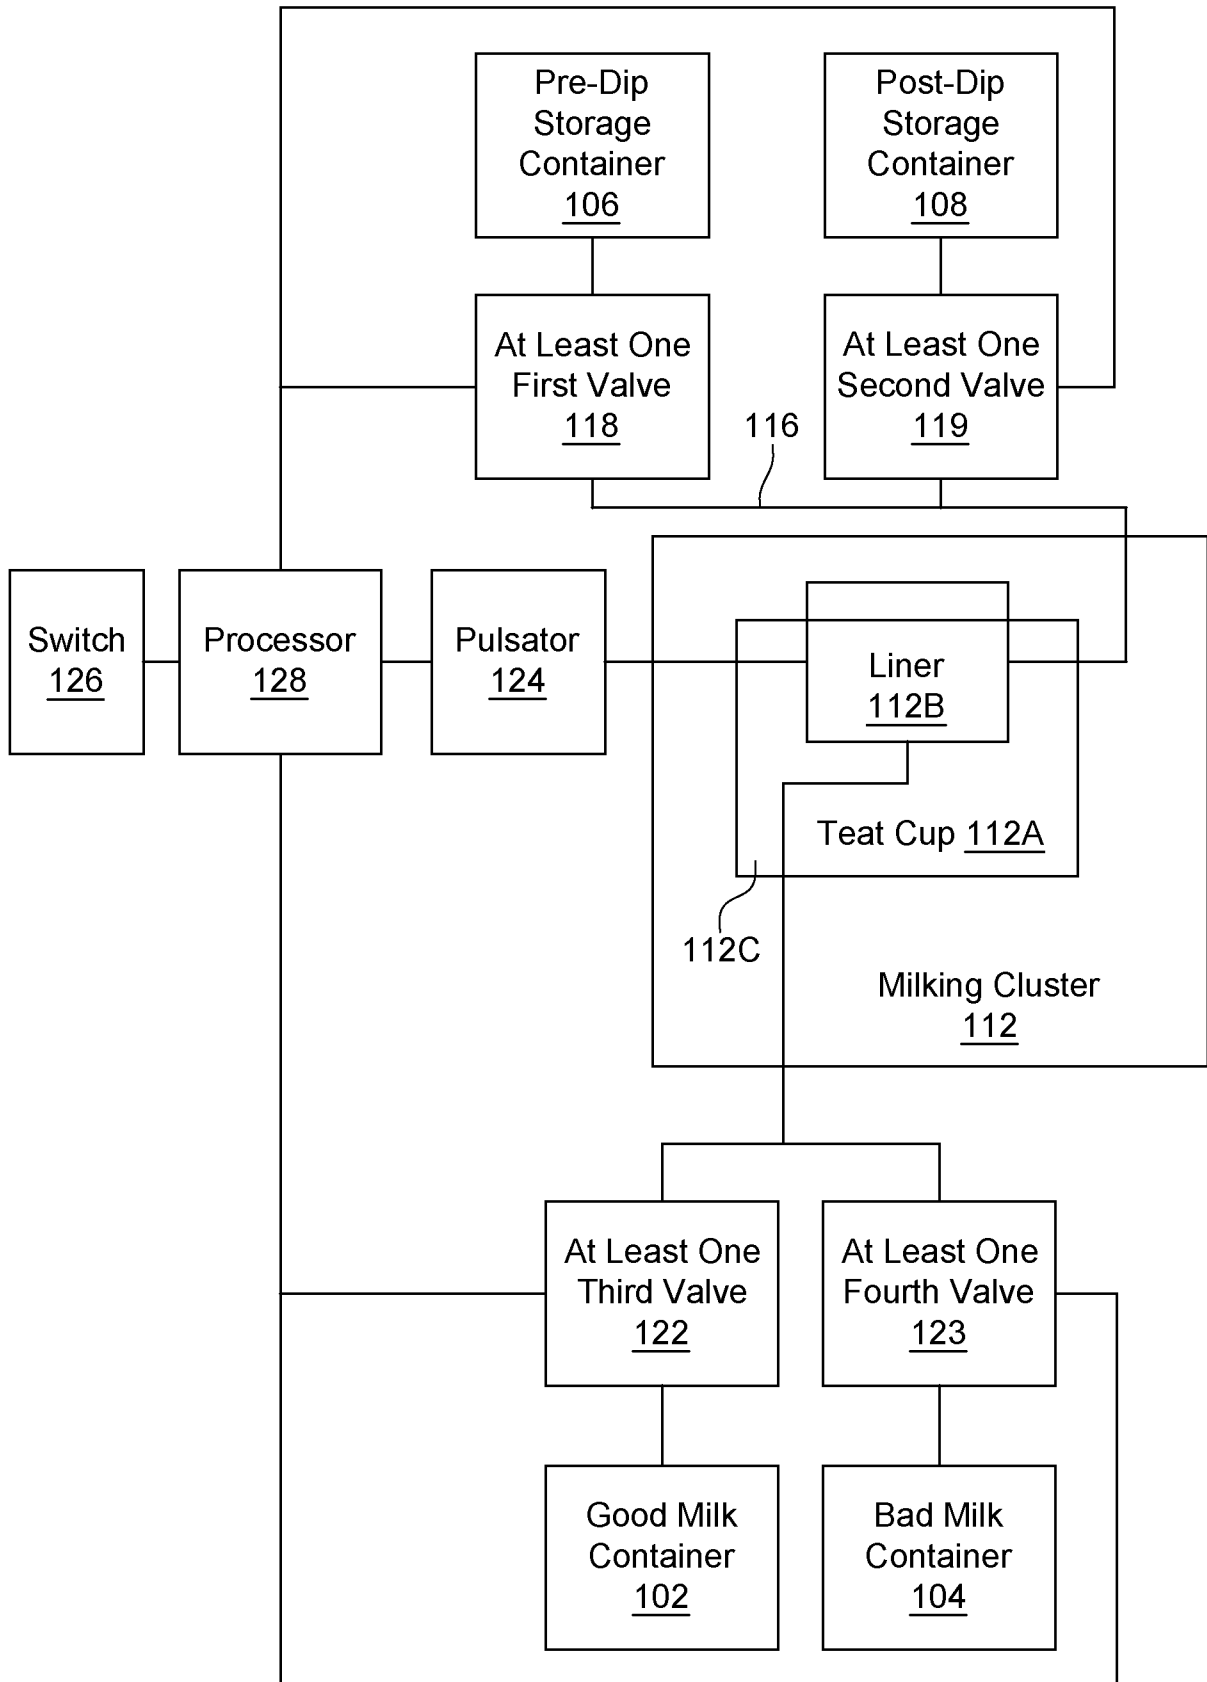 Pre-Dip
Storage
Container
106
Post-Dip
Storage
Container
108
At Least One
First Valve
118
At Least One
Second Valve
119
116
Switch
126
Processor
128
Pulsator
124
Liner
112B
Teat Cup 112A
112C
Milking Cluster
112
At Least One
Third Valve
122
At Least One
Fourth Valve
123
Good Milk
Container
102
Bad Milk
Container
104